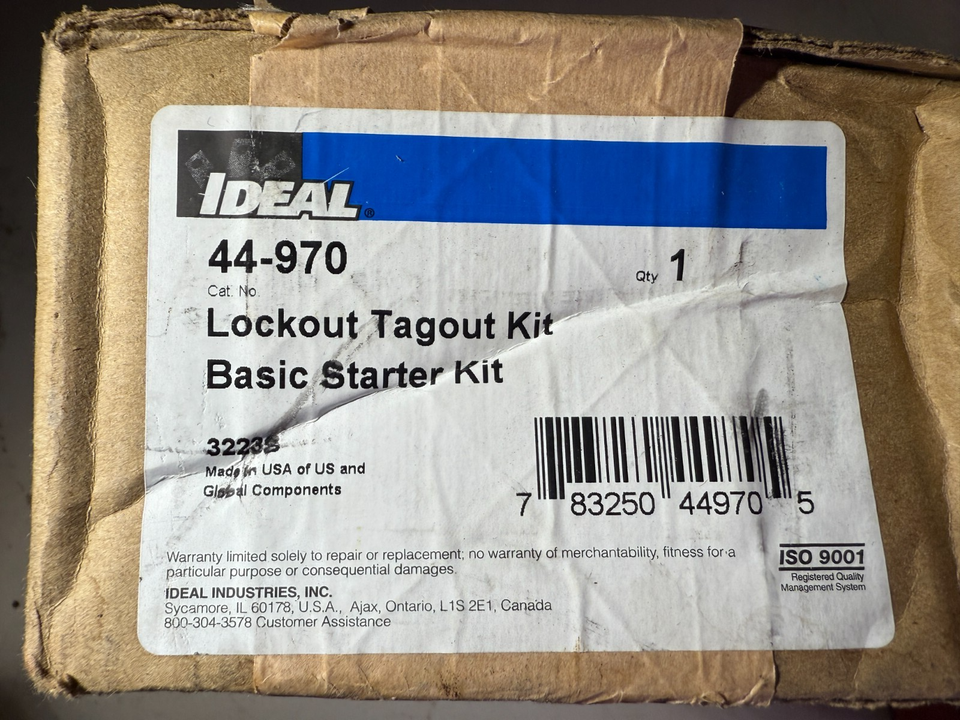 IDEAL®
44-970
Qty 1
Cat. No.
Lockout Tagout Kit
Basic Starter Kit
Made in USA of US and
Global Components
7 83250 44970 5
Warranty limited solely to repair or replacement; no warranty of merchantability, fitness for a
particular purpose or consequential damages.
ISO 9001
Registered Quality
Management System
IDEAL INDUSTRIES, INC.
Sycamore, IL 60178, U.S.A., Ajax, Ontario, L1S 2E1, Canada
800-304-3578 Customer Assistance